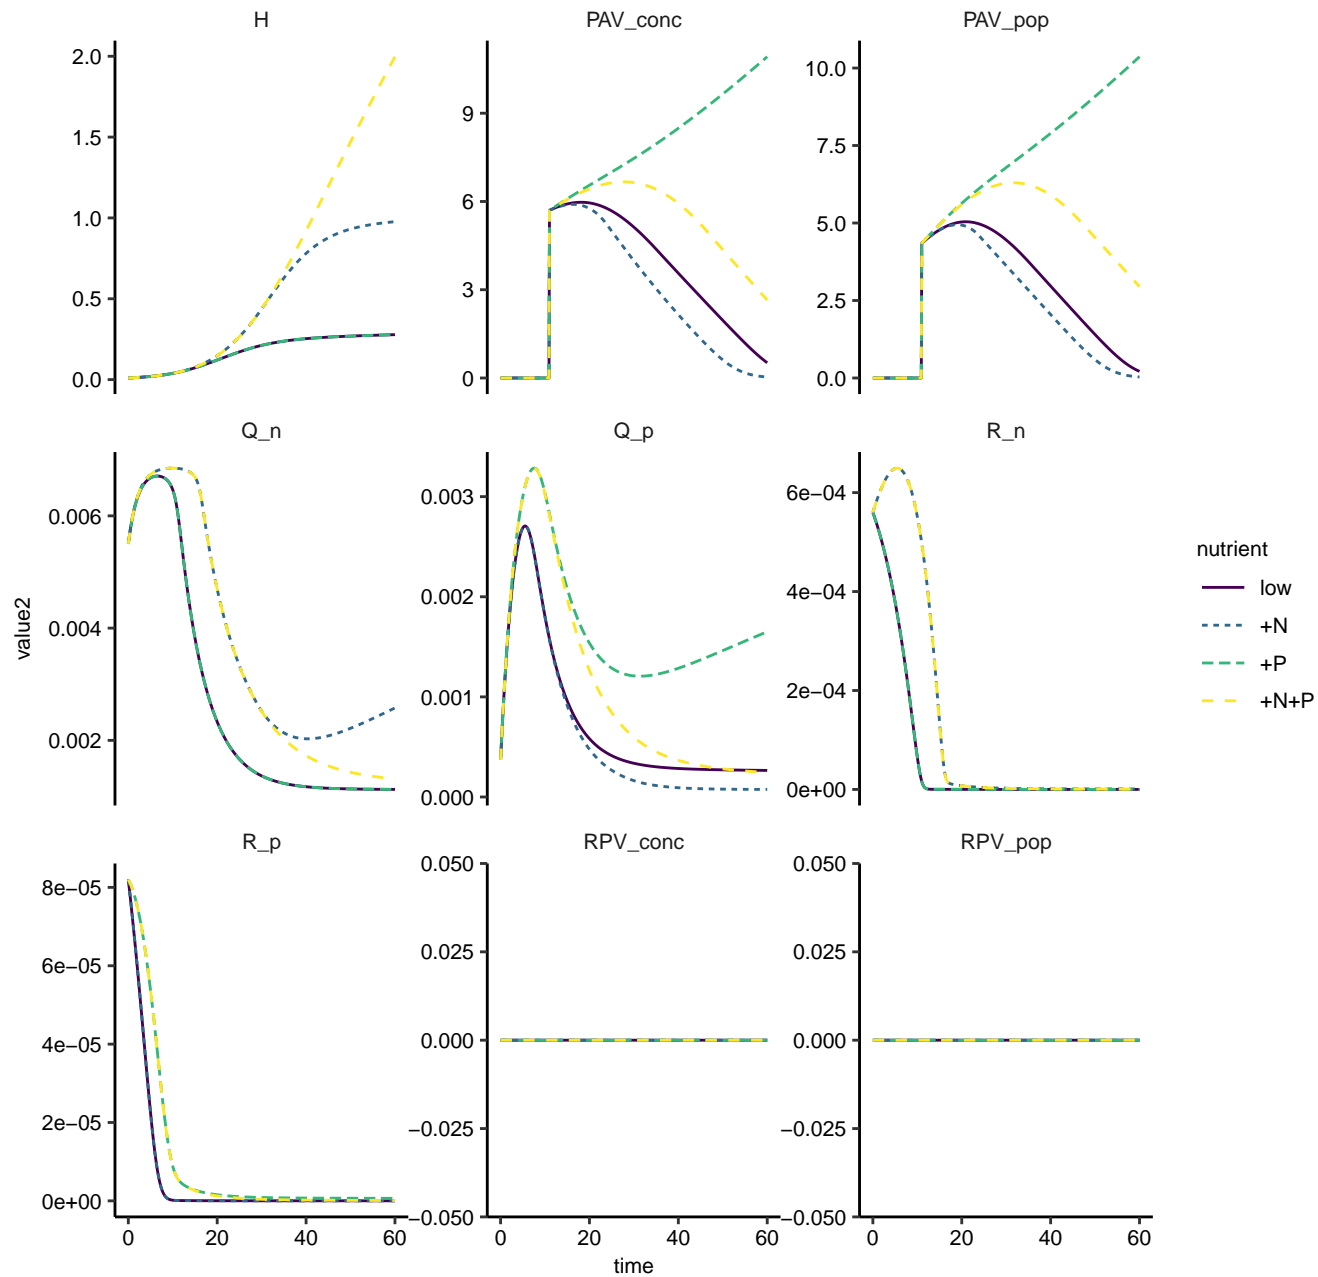 H
PAV_conc
PAV_pop
2.0
1.5
1.0
0.5
0.0
9
6
3
0
10.0
7.5
5.0
2.5
0.0
Q_n
Q_p
R_n
0.006
0.004
0.002
0.003
0.002
0.001
0.000
6e−04
4e−04
2e−04
0e+00
R_p
RPV_conc
RPV_pop
8e−05
6e−05
4e−05
2e−05
0e+00
0.050
0.025
0.000
−0.025
−0.050
0.050
0.025
0.000
−0.025
−0.050
0 20 40 60
0 20 40 60
0 20 40 60
time
value2
nutrient
low
+N
+P
+N+P